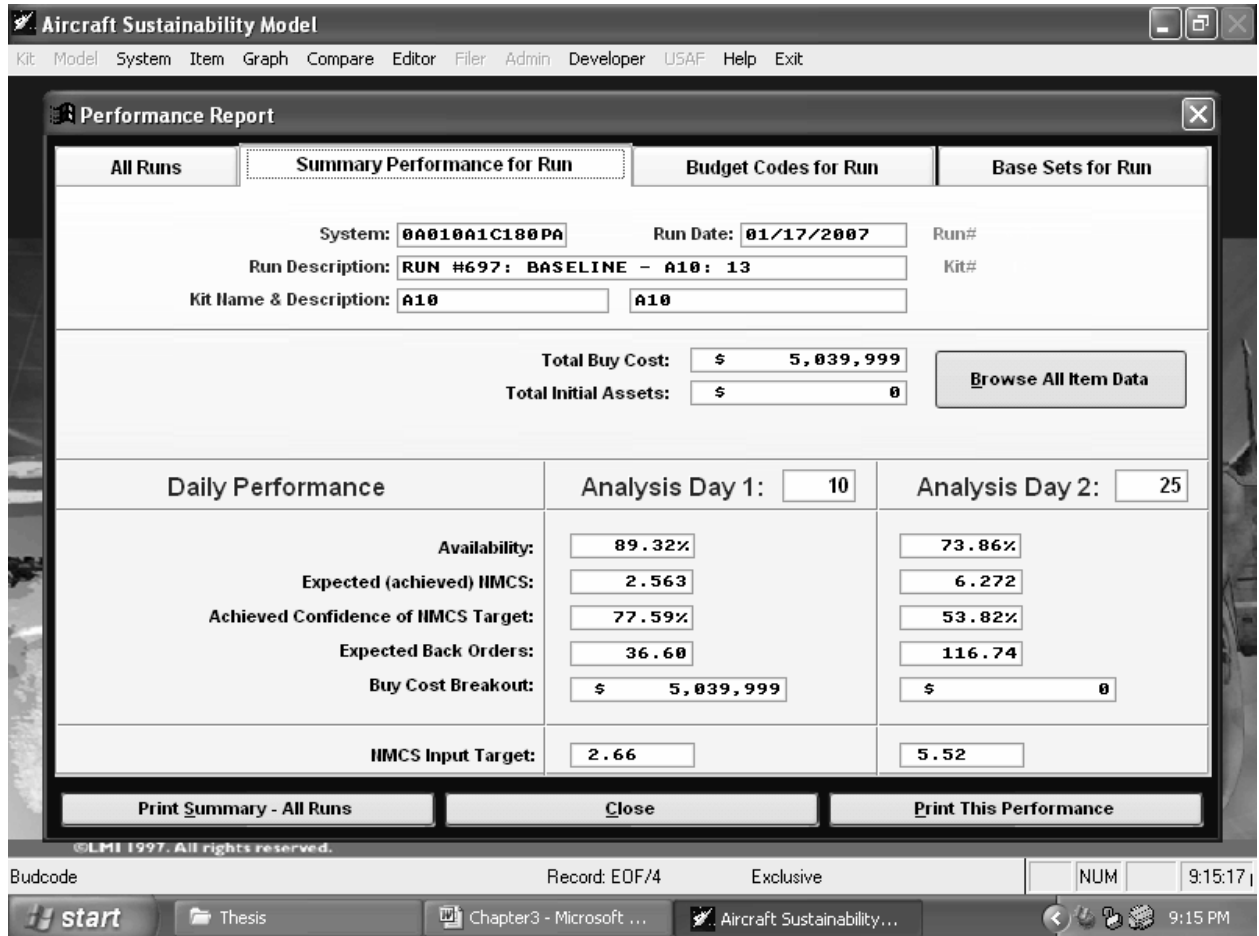 Aircraft Sustainability Model
Kit Model System Item Graph Compare Editor Filer Admin Developer USAF Help Exit
Performance Report
All Runs Summary Performance for Run Budget Codes for Run Base Sets for Run
System: 0A010A1C180PA Run Date: 01/17/2007 Run#
Run Description: RUN #697: BASELINE - A10: 13 Kit#
Kit Name & Description: A10 A10
Total Buy Cost: $ 5,039,999
Browse All Item Data
Total Initial Assets: $ 0
Daily Performance Analysis Day 1: 10 Analysis Day 2: 25
Availability: 89.32% 73.86%
Expected (achieved) NMCS: 2.563 6.272
Achieved Confidence of NMCS Target: 77.59% 53.82%
Expected Back Orders: 36.60 116.74
Buy Cost Breakout: $ 5,039,999 $ 0
NMCS Input Target: 2.66 5.52
Print Summary - All Runs Close Print This Performance
©LMI 1997. All rights reserved.
Budcode Record: EOF/4 Exclusive NUM 9:15:17
start Thesis Chapter3 - Microsoft ... Aircraft Sustainability... 9:15 PM